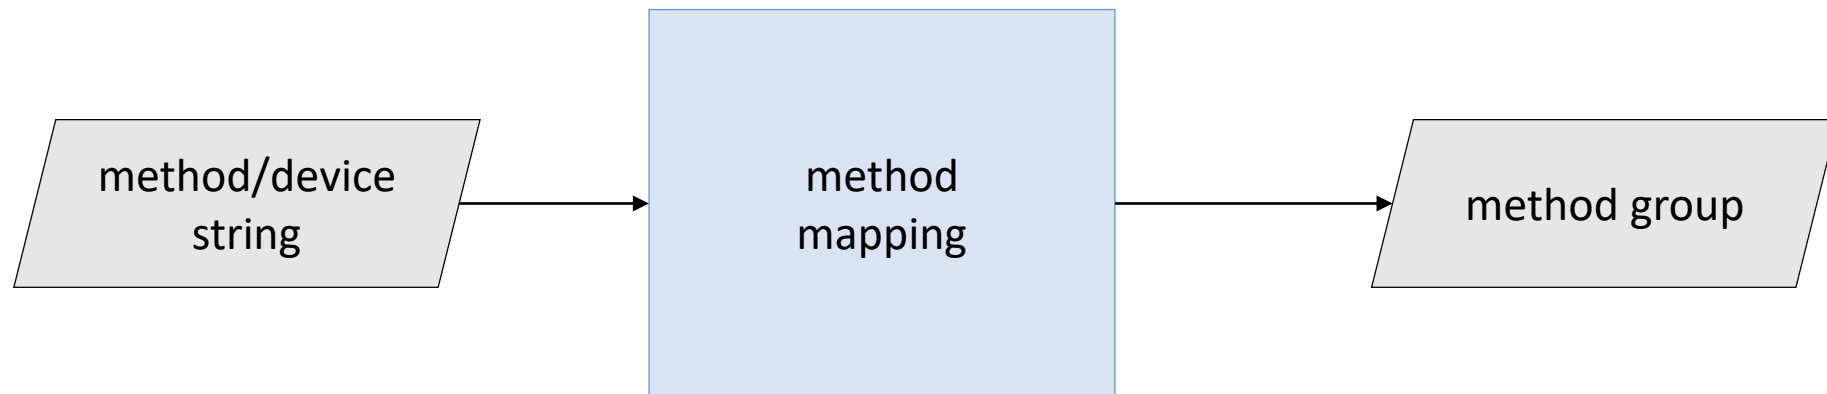 method/device
string
method
mapping
method group